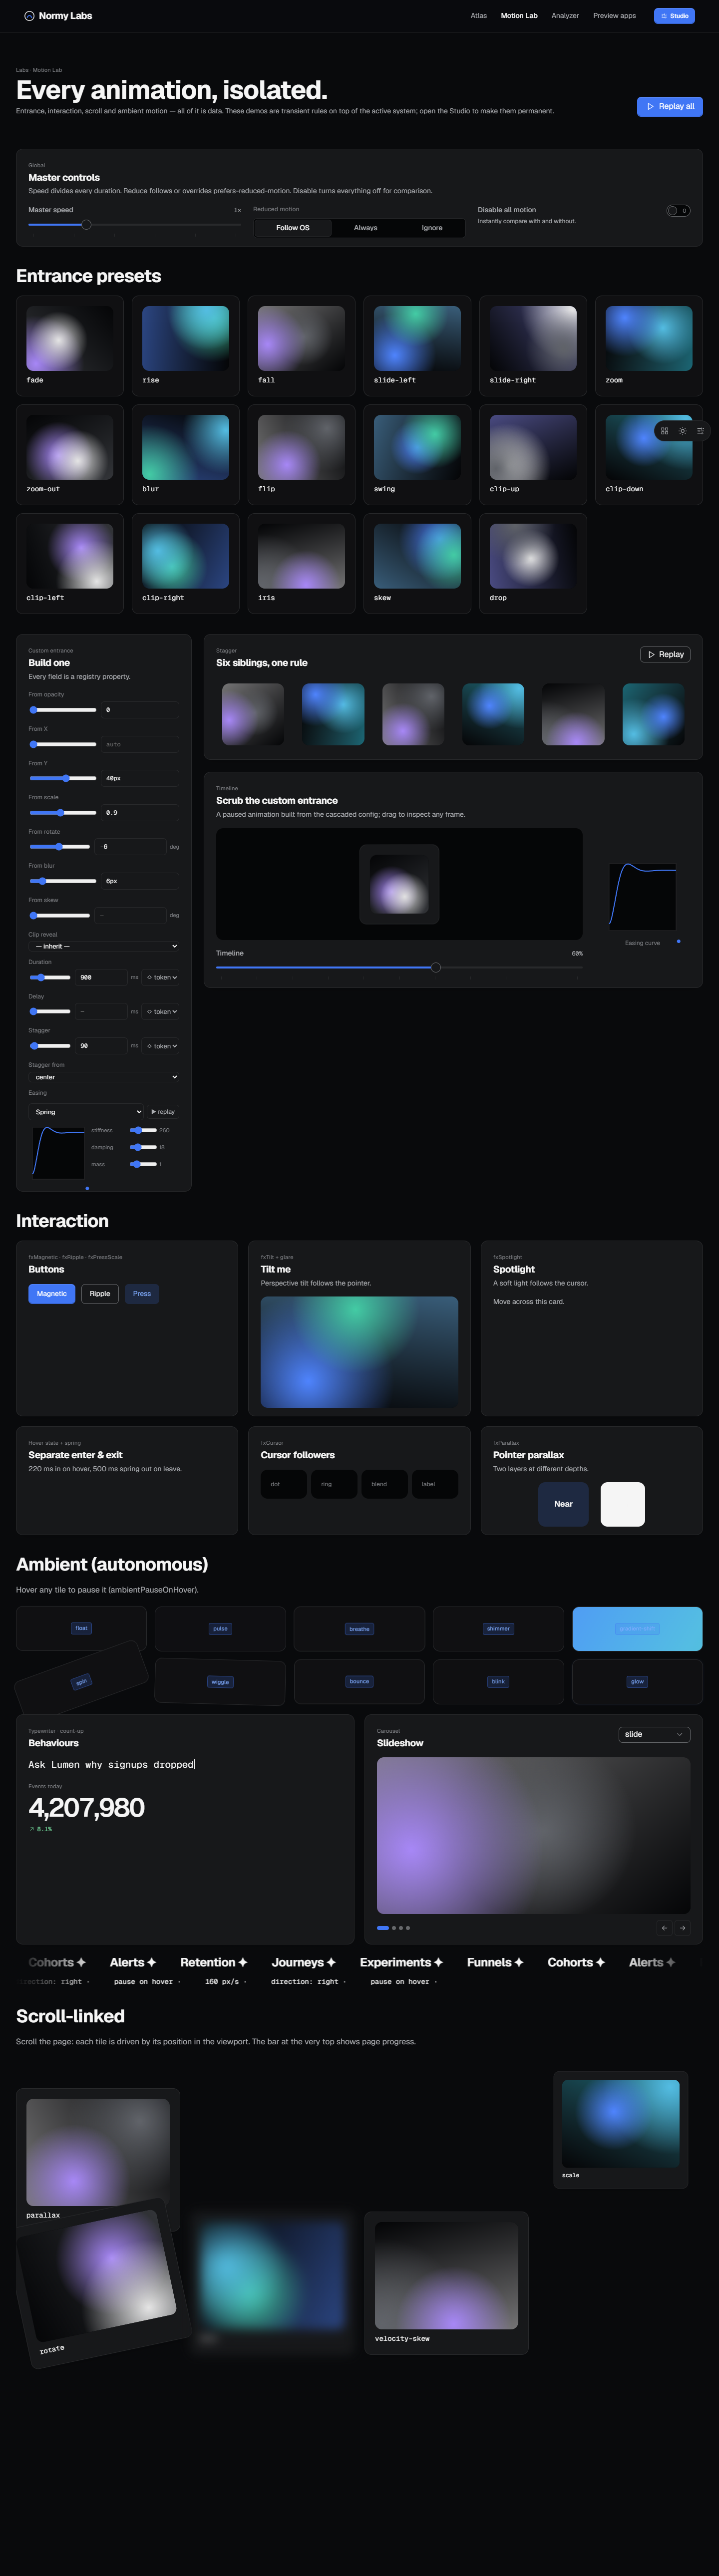 Normy Labs
Atlas
Motion Lab
Analyzer
Preview apps
Studio
Labs · Motion Lab
Every animation, isolated.
Entrance, interaction, scroll and ambient motion — all of it is data. These demos are transient rules on top of the active system; open the Studio to make them permanent.
Replay all
Global
Master controls
Speed divides every duration. Reduce follows or overrides prefers-reduced-motion. Disable turns everything off for comparison.
Master speed
1×
Reduced motion
Follow OS
Always
Ignore
Disable all motion
Instantly compare with and without.
Entrance presets
fade
rise
fall
slide-left
slide-right
zoom
zoom-out
blur
flip
swing
clip-up
clip-down
clip-left
clip-right
iris
skew
drop
Custom entrance
Build one
Every field is a registry property.
From opacity
0
From X
auto
From Y
40px
From scale
0.9
From rotate
-6
deg
From blur
6px
From skew
—
deg
Clip reveal
— inherit —
Duration
900
ms
◇ token
Delay
—
ms
◇ token
Stagger
90
ms
◇ token
Stagger from
center
Easing
Spring
▶ replay
stiffness
260
damping
18
mass
1
Stagger
Six siblings, one rule
Replay
Timeline
Scrub the custom entrance
A paused animation built from the cascaded config; drag to inspect any frame.
Timeline
60%
Easing curve
Interaction
fxMagnetic · fxRipple · fxPressScale
Buttons
Magnetic
Ripple
Press
fxTilt + glare
Tilt me
Perspective tilt follows the pointer.
fxSpotlight
Spotlight
A soft light follows the cursor.
Move across this card.
Hover state + spring
Separate enter & exit
220 ms in on hover, 500 ms spring out on leave.
fxCursor
Cursor followers
dot
ring
blend
label
fxParallax
Pointer parallax
Two layers at different depths.
Near
Ambient (autonomous)
Hover any tile to pause it (ambientPauseOnHover).
float
pulse
breathe
shimmer
spin
wiggle
bounce
blink
glow
Typewriter · count-up
Behaviours
Ask Lumen why signups dropped
Events today
4,207,980
↗ 8.1%
Carousel
Slideshow
slide
Cohorts ✦ Alerts ✦ Retention ✦ Journeys ✦ Experiments ✦ Funnels ✦ Cohorts ✦ Alerts ✦
direction: right · pause on hover · 160 px/s · direction: right · pause on hover ·
Scroll-linked
Scroll the page: each tile is driven by its position in the viewport. The bar at the very top shows page progress.
scale
parallax
rotate
velocity-skew